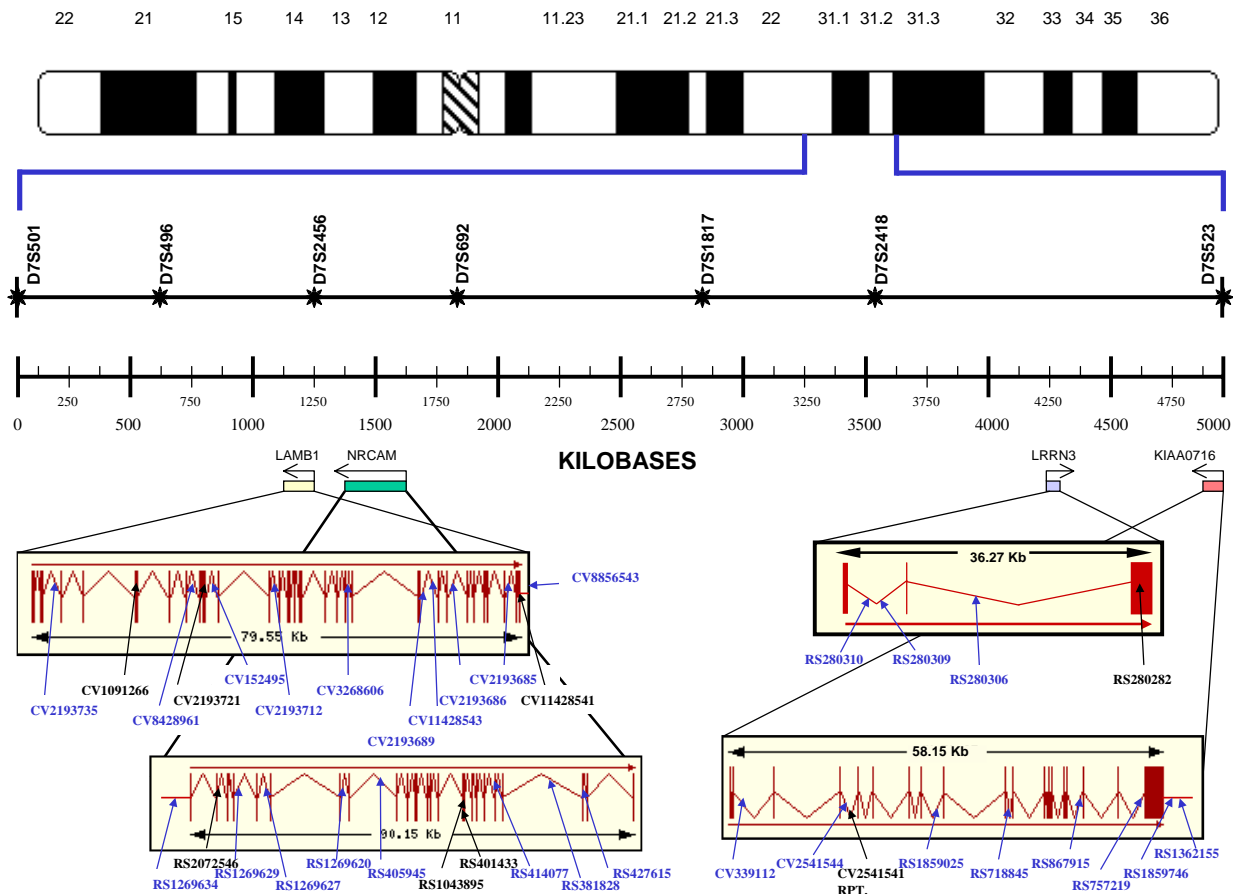 22 21 15 14 13 12 11 11.23 21.1 21.2 21.3 22 31.1 31.2 31.3 32 33 34 35 36
D7S501 D7S496 D7S2456 D7S692 D7S1817 D7S2418 D7S523
250 750 1250 1750 2250 2750 3250 3750 4250 4750
0 500 1000 1500 2000 2500 3000 3500 4000 4500 5000
KILOBASES
LAMB1 NRCAM LRRN3 KIAA0716
36.27 Kb
CV8856543
79.55 Kb
RS280310 RS280309
RS280306 RS280282
CV1091266 CV152495 CV3268606 CV2193685
CV2193735 CV8428961 CV2193721 CV2193712 CV2193686 CV11428541
CV11428543
CV2193689
58.15 Kb
90.15 Kb
RS2072546 RS1269620 RS401433 RS427615
RS1269634 RS1269629 RS405945 RS414077
RS1269627 RS1043895 RS381828
CV339112 CV2541544 CV2541541 RS1859025 RS867915 RS1362155
RPT. RS718845 RS757219 RS1859746